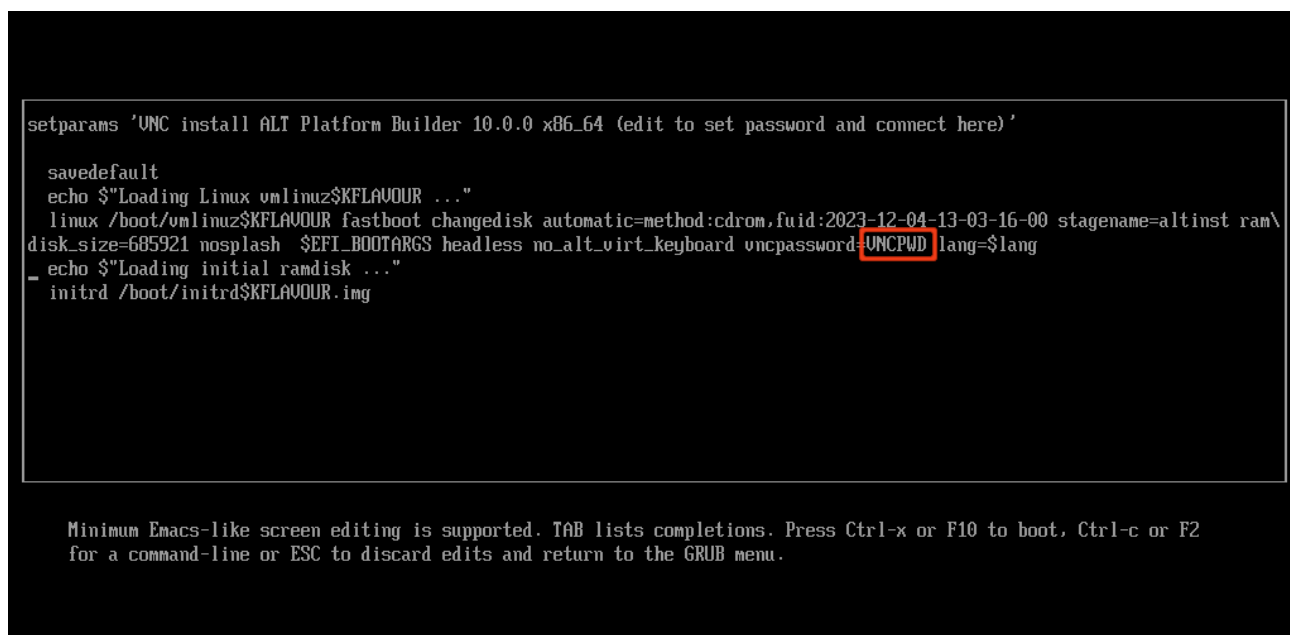 setparams 'VNC install ALT Platform Builder 10.0.0 x86_64 (edit to set password and connect here)'
savedefault
echo $"Loading Linux vmlinuz$KFLAVOUR ..."
linux /boot/vmlinuz$KFLAVOUR fastboot changedisk automatic=method:cdrom,fuid:2023-12-04-13-03-16-00 stagename=altinst ram\
disk_size=685921 nosplash  $EFI_BOOTARGS headless no_alt_virt_keyboard vncpassword=VNCPWD lang=$lang
echo $"Loading initial ramdisk ..."
initrd /boot/initrd$KFLAVOUR.img
Minimum Emacs-like screen editing is supported. TAB lists completions. Press Ctrl-x or F10 to boot, Ctrl-c or F2
for a command-line or ESC to discard edits and return to the GRUB menu.